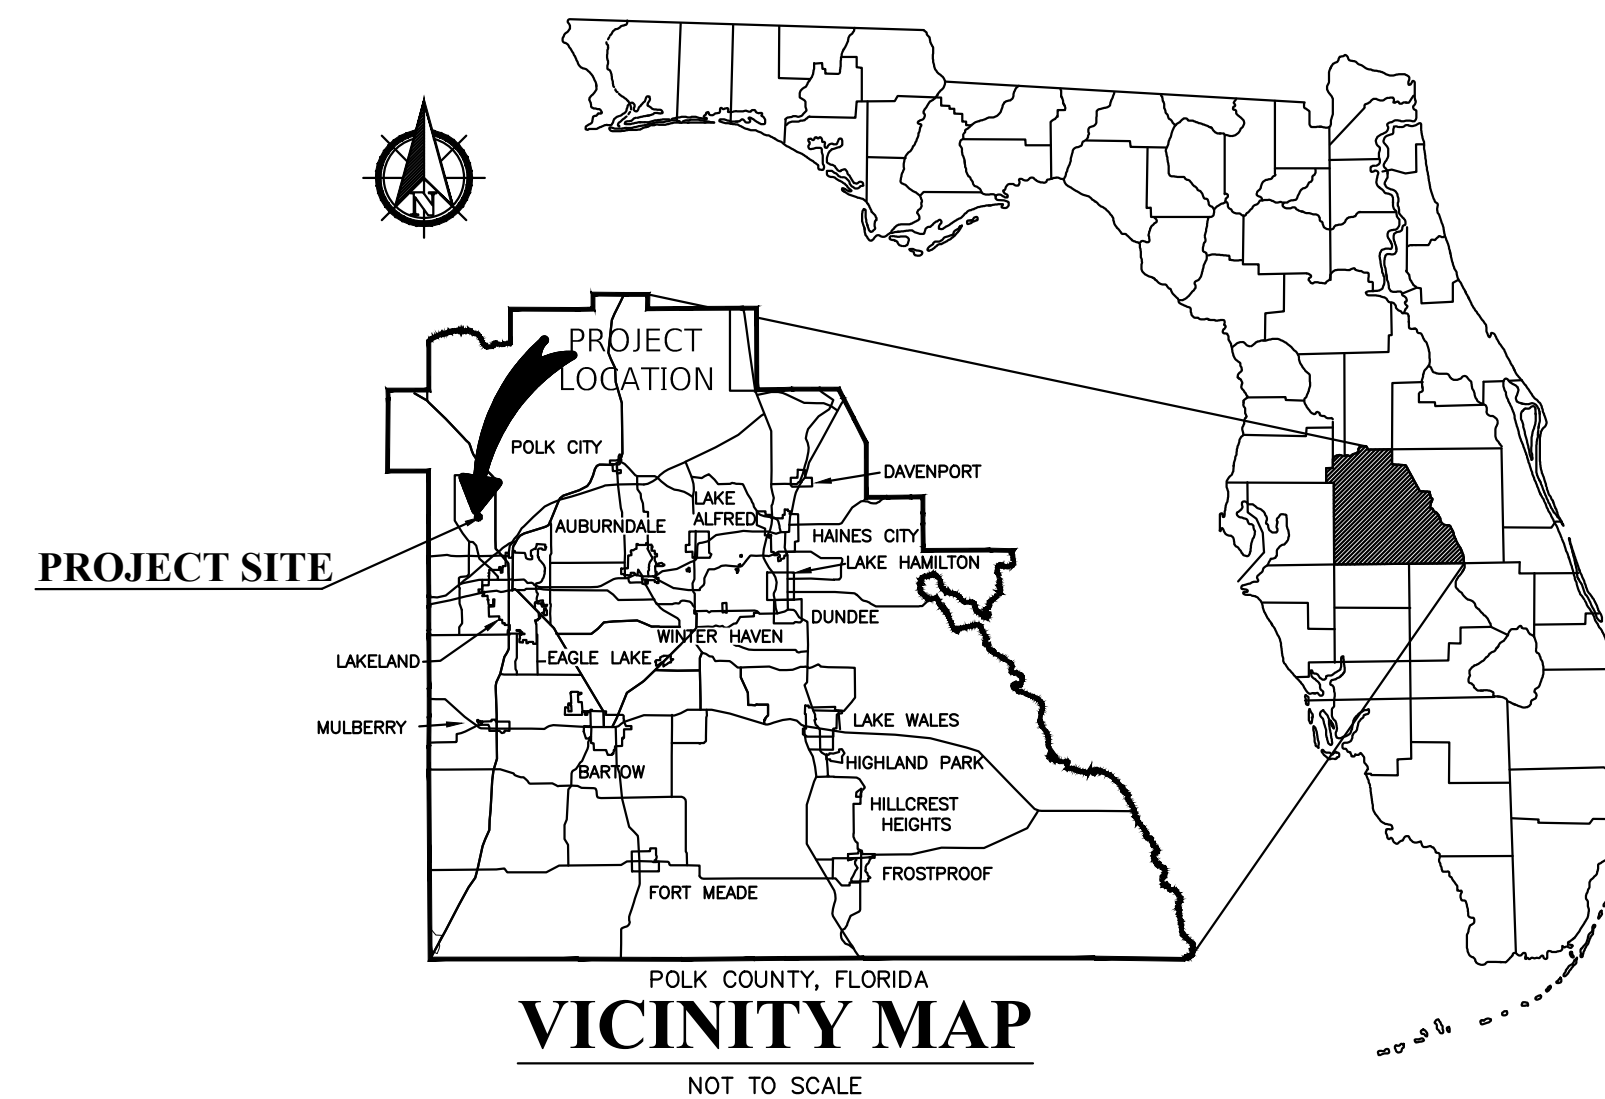 N
PROJECT
LOCATION
POLK CITY
DAVENPORT
LAKE
ALFRED
AUBURNDALE
HAINES CITY
PROJECT SITE
LAKE HAMILTON
DUNDEE
WINTER HAVEN
LAKELAND
EAGLE LAKE
LAKE WALES
MULBERRY
HIGHLAND PARK
BARTOW
HILLCREST
HEIGHTS
FROSTPROOF
FORT MEADE
POLK COUNTY, FLORIDA
VICINITY MAP
NOT TO SCALE